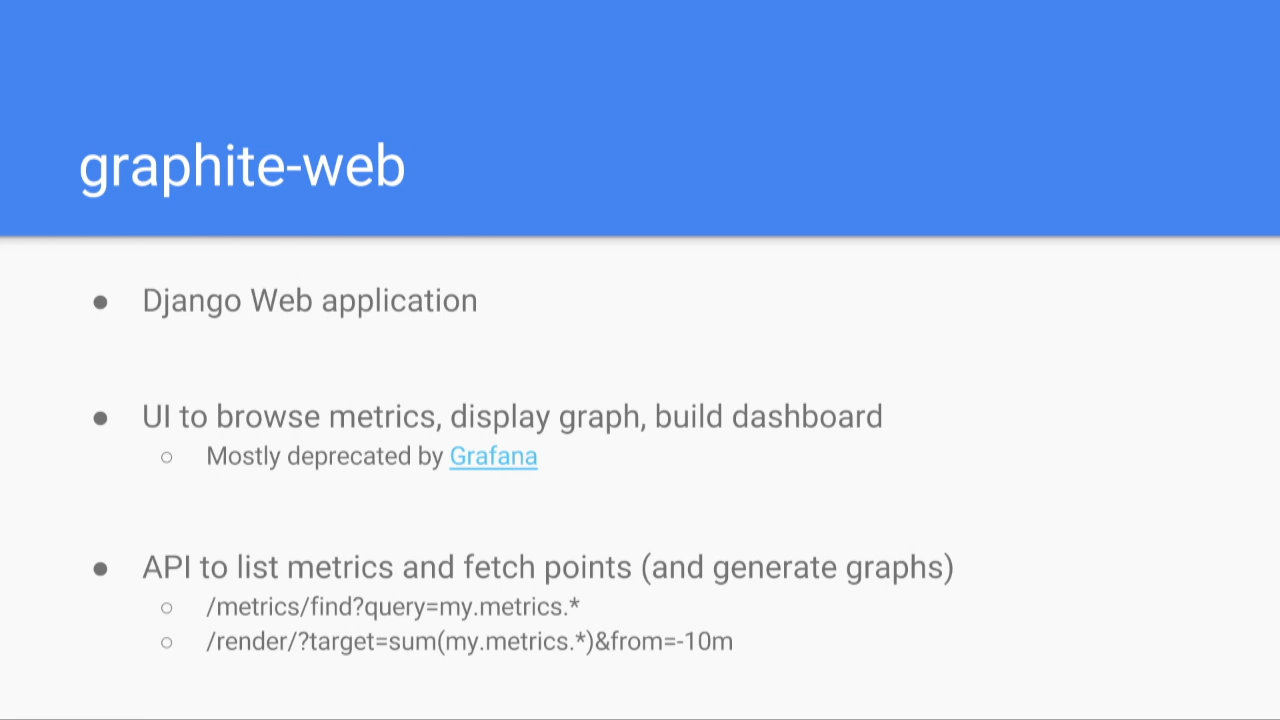 graphite-web
● Django Web application
● UI to browse metrics, display graph, build dashboard
○ Mostly deprecated by Grafana
● API to list metrics and fetch points (and generate graphs)
○ /metrics/find?query=my.metrics.*
○ /render/?target=sum(my.metrics.*)&from=-10m